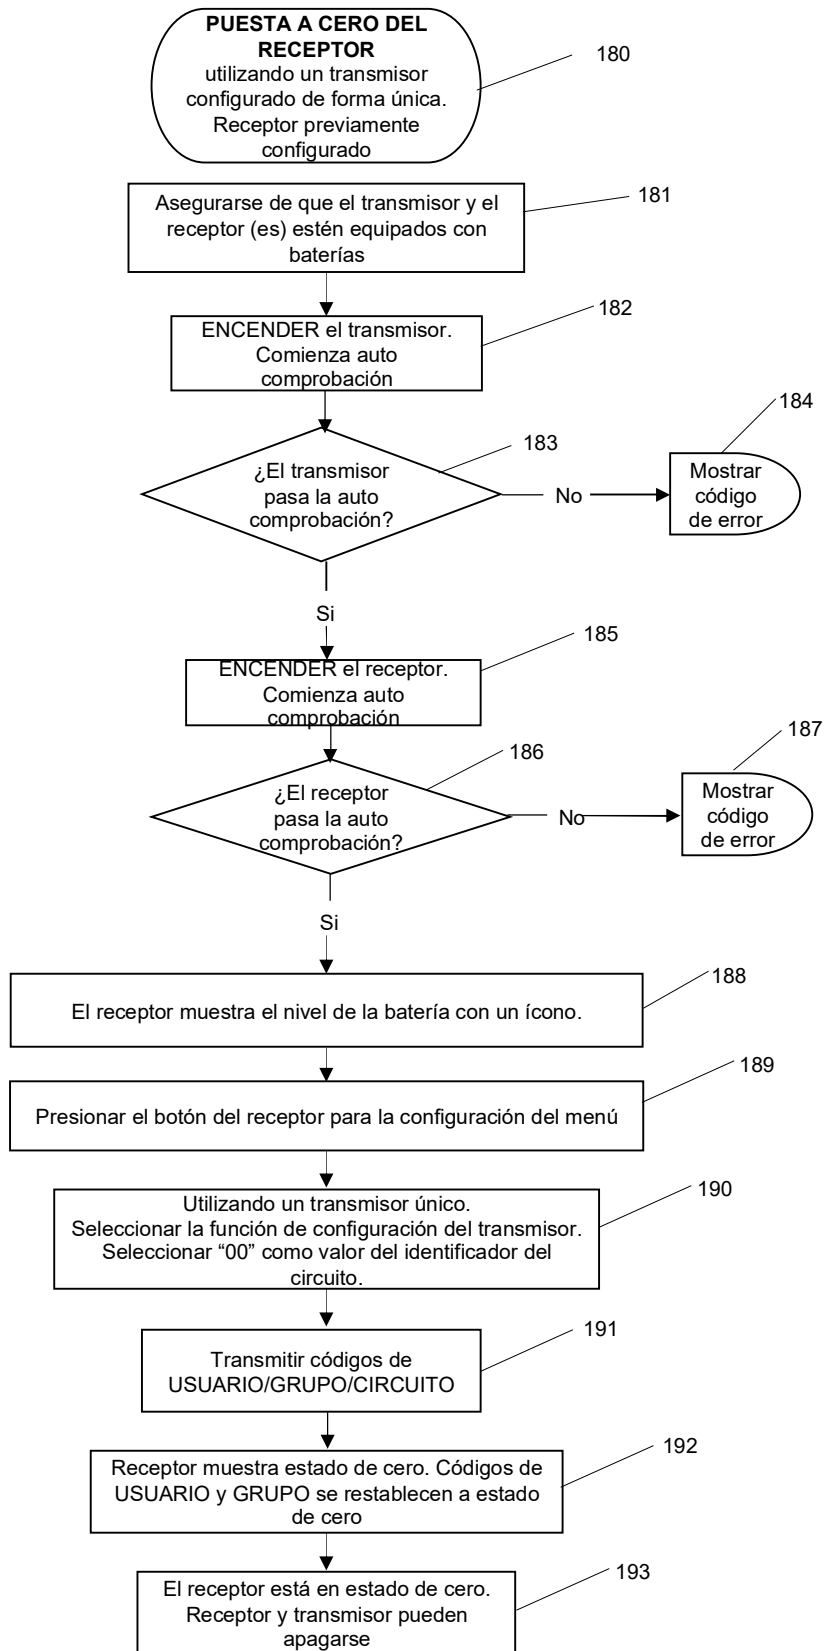 PUESTA A CERO DEL
RECEPTOR
utilizando un transmisor
configurado de forma única.
Receptor previamente
configurado
180
Asegurarse de que el transmisor y el
receptor (es) estén equipados con
baterías
181
ENCENDER el transmisor.
Comienza auto
comprobación
182
¿El transmisor
pasa la auto
comprobación?
183
No
Mostrar
código
de error
184
Si
ENCENDER el receptor.
Comienza auto
comprobación
185
¿El receptor
pasa la auto
comprobación?
186
No
Mostrar
código
de error
187
Si
El receptor muestra el nivel de la batería con un ícono.
188
Presionar el botón del receptor para la configuración del menú
189
Utilizando un transmisor único.
Seleccionar la función de configuración del transmisor.
Seleccionar “00” como valor del identificador del
circuito.
190
Transmitir códigos de
USUARIO/GRUPO/CIRCUITO
191
Receptor muestra estado de cero. Códigos de
USUARIO y GRUPO se restablecen a estado
de cero
192
El receptor está en estado de cero.
Receptor y transmisor pueden
apagarse
193